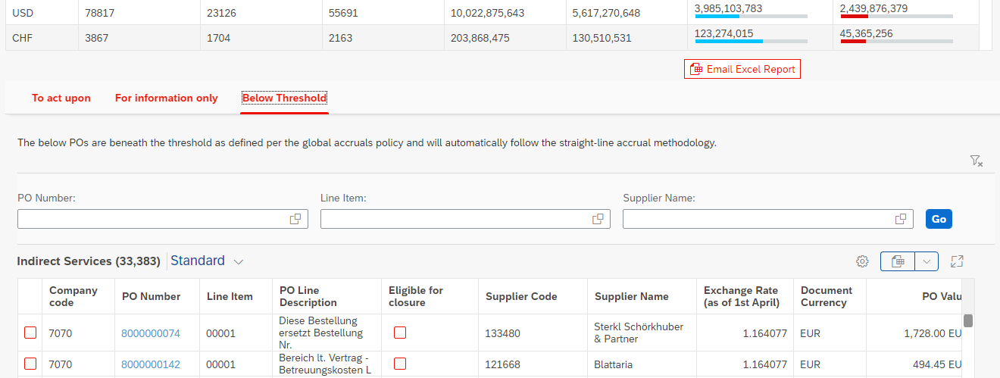 USD 78817 23126 55691 10,022,875,643 5,617,270,648 3,985,103,783 2,439,876,379
CHF 3867 1704 2163 203,868,475 130,510,531 123,274,015 45,365,256
Email Excel Report
To act upon For information only Below Threshold
The below POs are beneath the threshold as defined per the global accruals policy and will automatically follow the straight-line accrual methodology.
PO Number: Line Item: Supplier Name:
Go
Indirect Services (33,383) Standard
Company code PO Number Line Item PO Line Description Eligible for closure Supplier Code Supplier Name Exchange Rate (as of 1st April) Document Currency PO Valu
7070 8000000074 00001 Diese Bestellung ersetzt Bestellung Nr. 133480 Sterkl Schörkhuber & Partner 1.164077 EUR 1,728.00 EU
7070 8000000142 00001 Bereich lt. Vertrag - Betreuungskosten L 121668 Blattaria 1.164077 EUR 494.45 EU